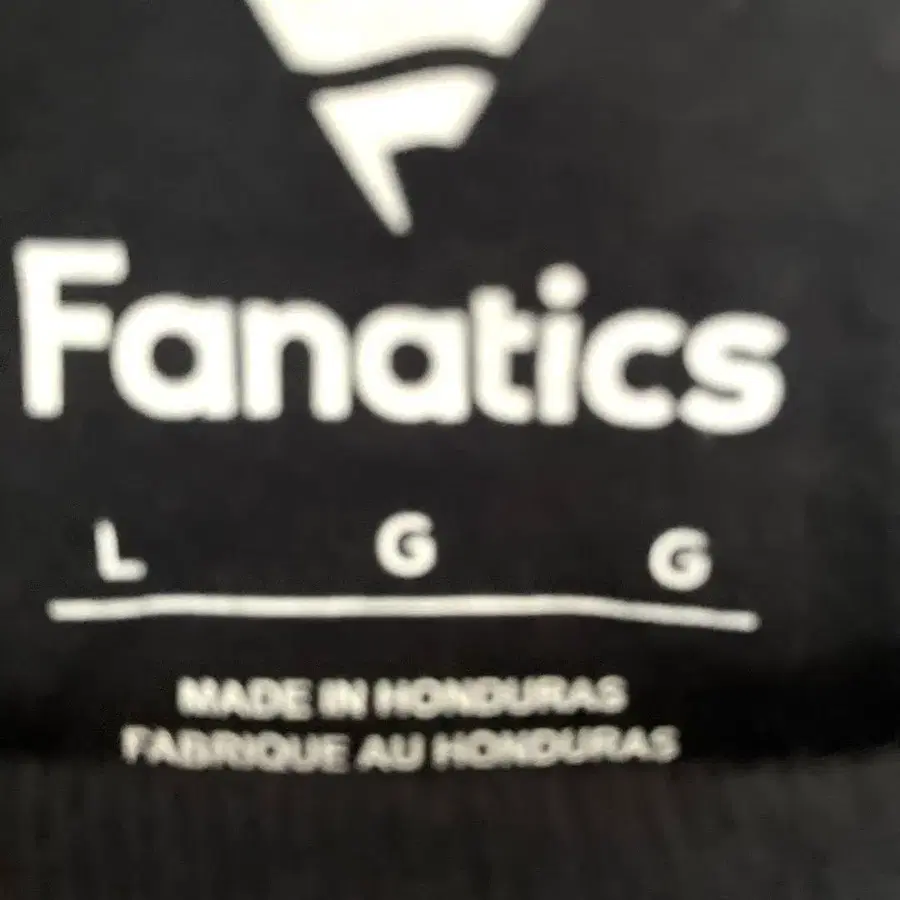 Fanatics
L G G
MADE IN HONDURAS
FABRIQUE AU HONDURAS